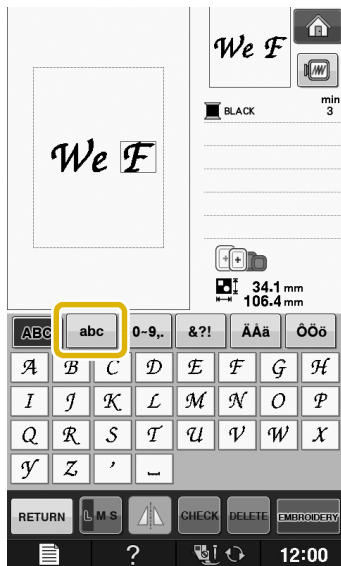 We F
BLACK
min
3
We F
34.1 mm
106.4 mm
ABC abc 0~9,. &?! ÄÅä ÔÖö
A B C D E F G H
I J K L M N O P
Q R S T U V W X
Y Z ' ⎵
RETURN L M S CHECK DELETE EMBROIDERY
? 12:00